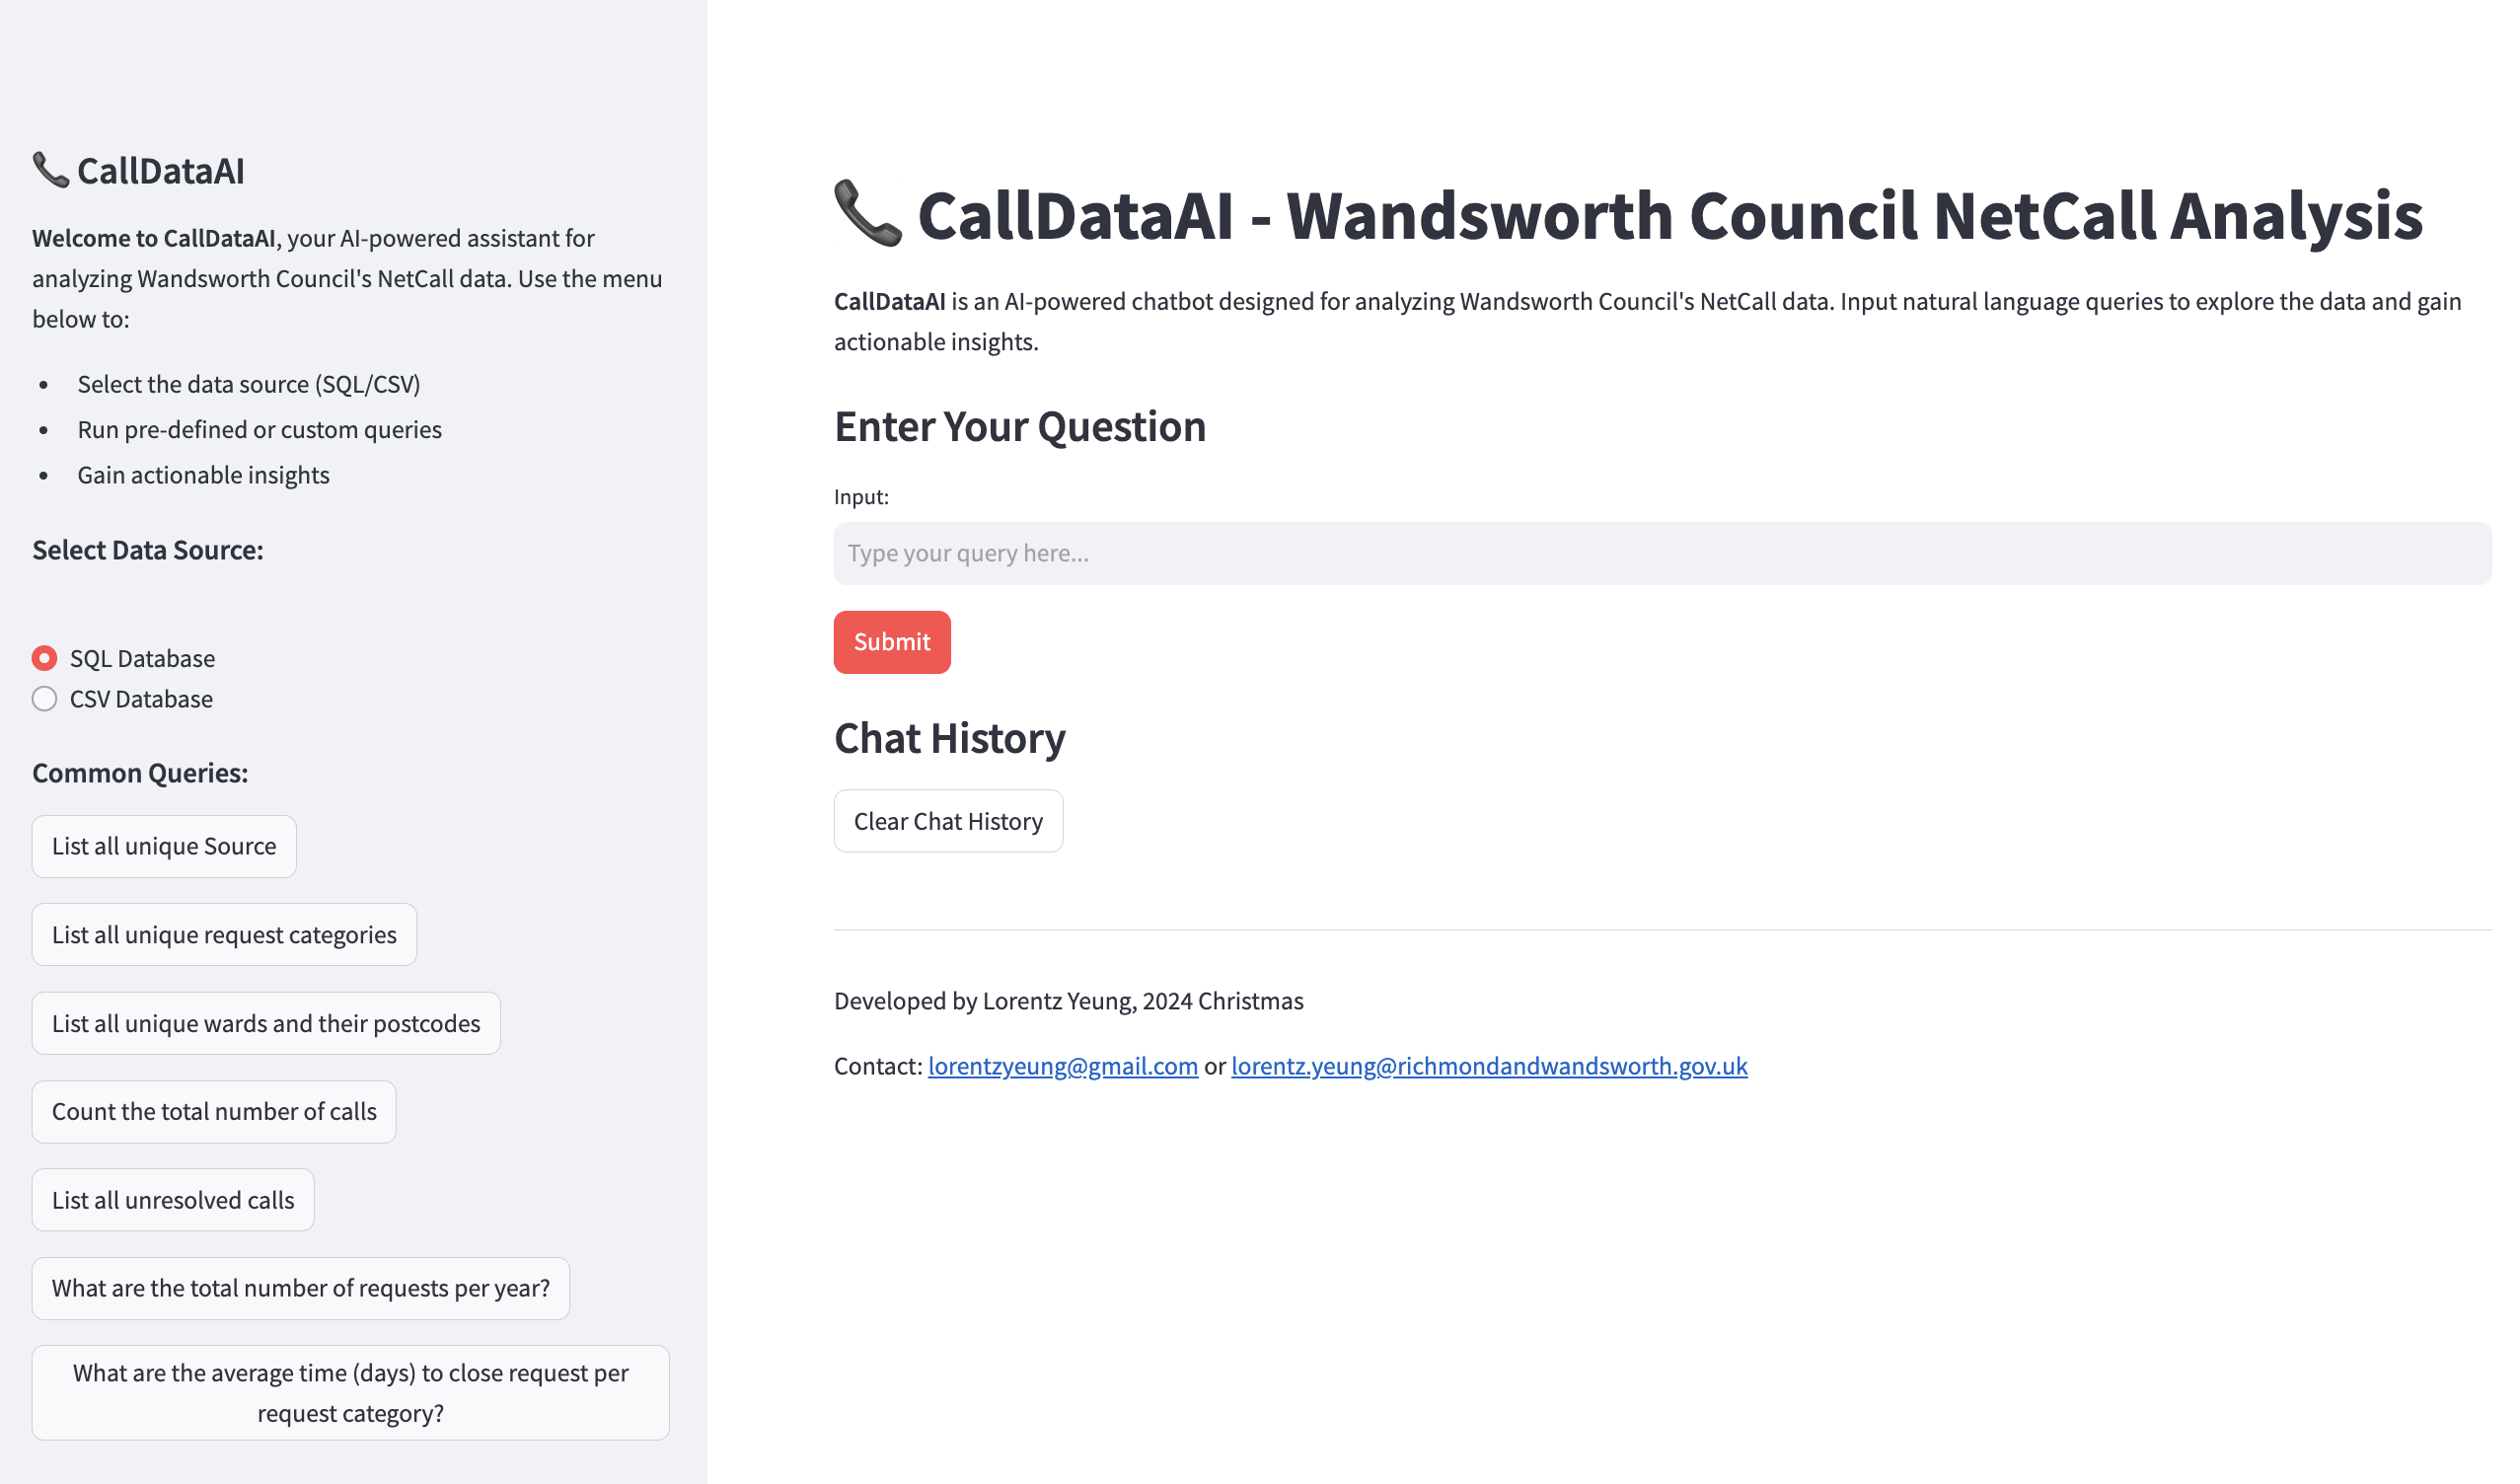 📞 CallDataAI
Welcome to CallDataAI, your AI-powered assistant for
analyzing Wandsworth Council's NetCall data. Use the menu
below to:
• Select the data source (SQL/CSV)
• Run pre-defined or custom queries
• Gain actionable insights
Select Data Source:
SQL Database
CSV Database
Common Queries:
List all unique Source
List all unique request categories
List all unique wards and their postcodes
Count the total number of calls
List all unresolved calls
What are the total number of requests per year?
What are the average time (days) to close request per
request category?
📞 CallDataAI - Wandsworth Council NetCall Analysis
CallDataAI is an AI-powered chatbot designed for analyzing Wandsworth Council's NetCall data. Input natural language queries to explore the data and gain
actionable insights.
Enter Your Question
Input:
Type your query here...
Submit
Chat History
Clear Chat History
Developed by Lorentz Yeung, 2024 Christmas
Contact: lorentzyeung@gmail.com or lorentz.yeung@richmondandwandsworth.gov.uk